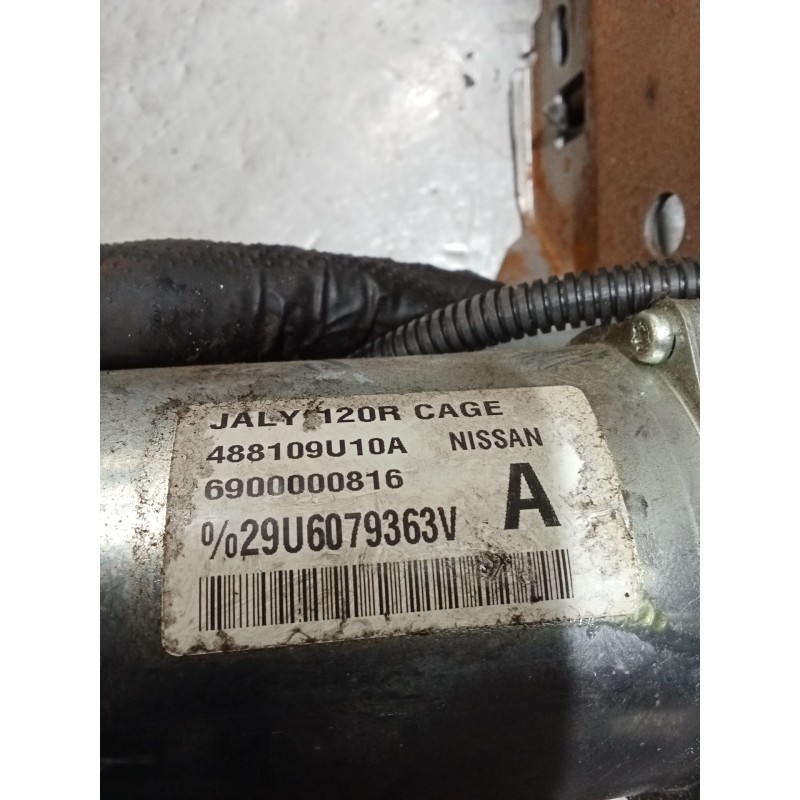 JALY 120R CAGE
488109U10A NISSAN
6900000816
A
%29U6079363V